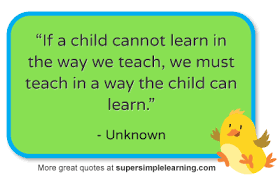 “If a child cannot learn in
the way we teach, we must
teach in a way the child can
learn.”
- Unknown
More great quotes at supersimplelearning.com